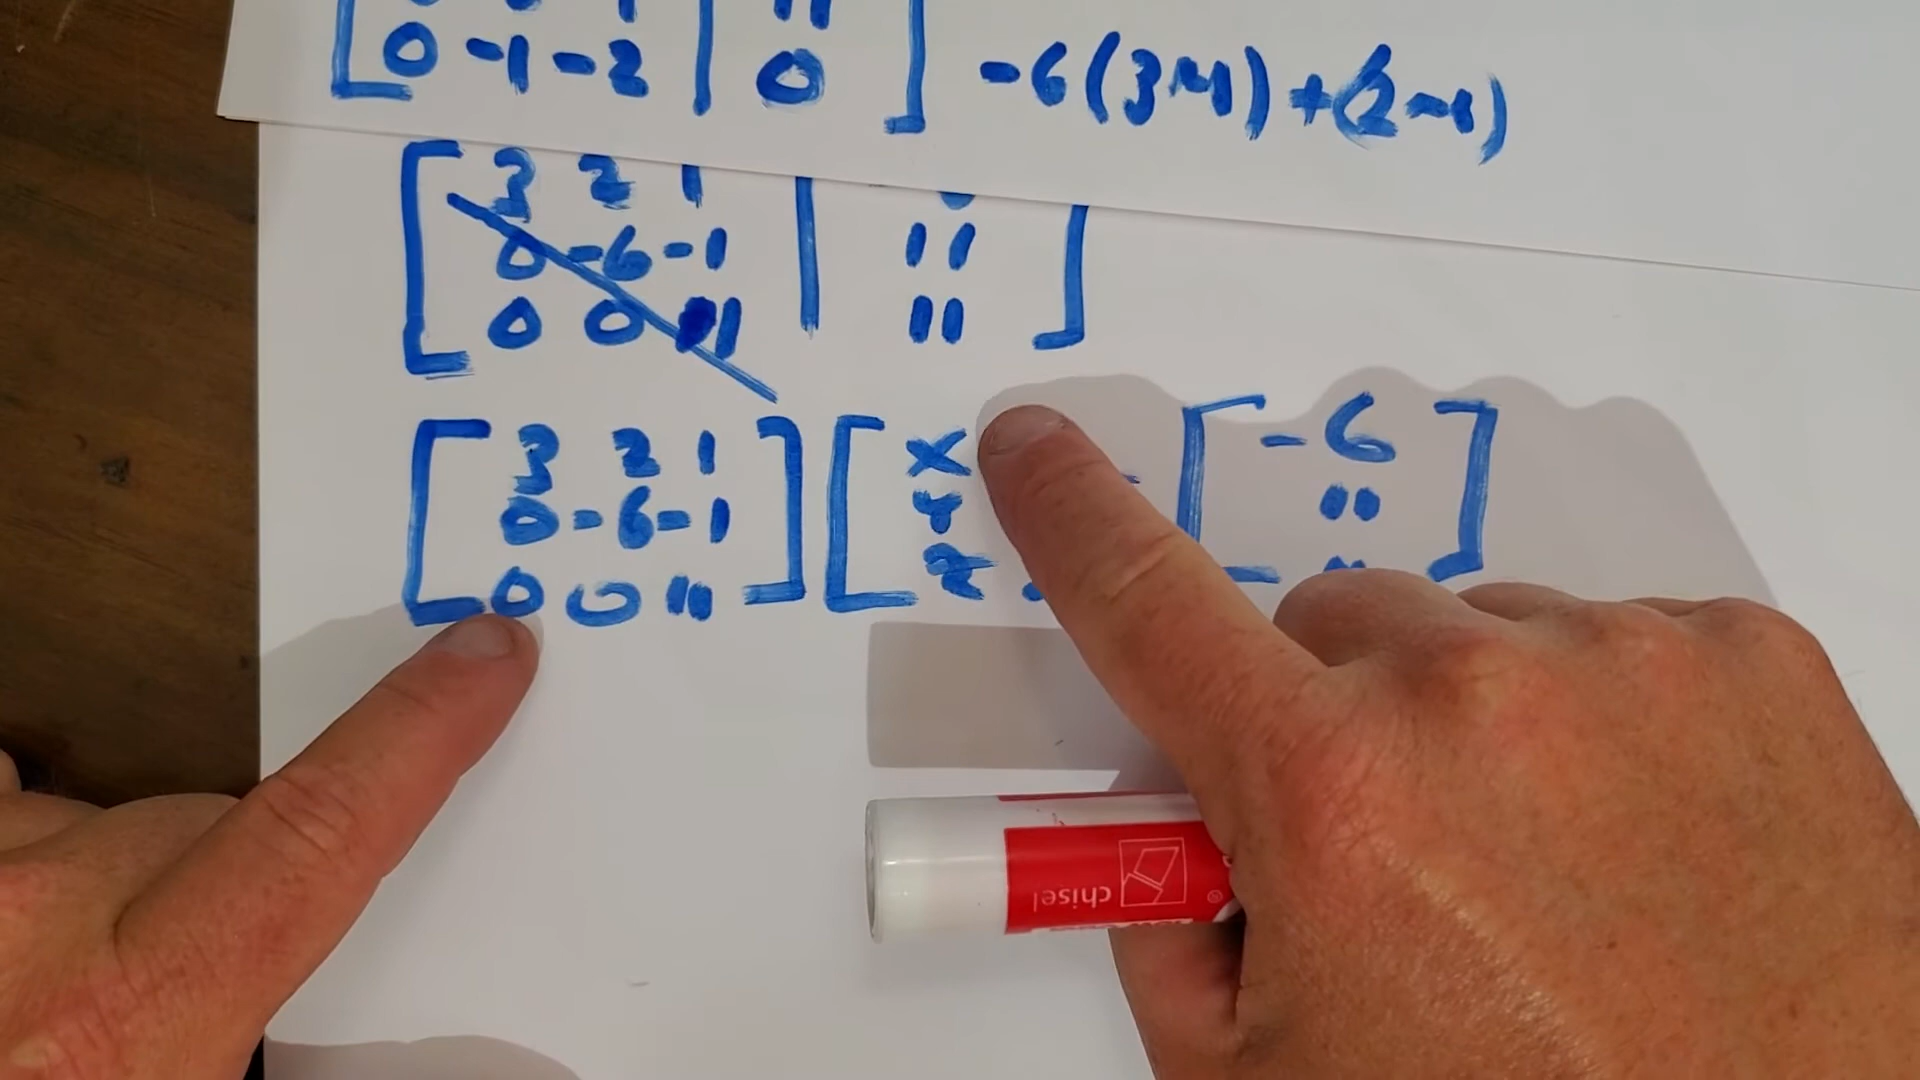 0 -1 -2 | 0 ] -6(3 -4) + (2 -1)
[ 3 2 1 |
0 -6 -1 | 11
0 0 11 | 11 ]
[ 3 2 1 ] [ x [ -6 ]
0 -6 -1 y 11
0 0 11 z
chisel